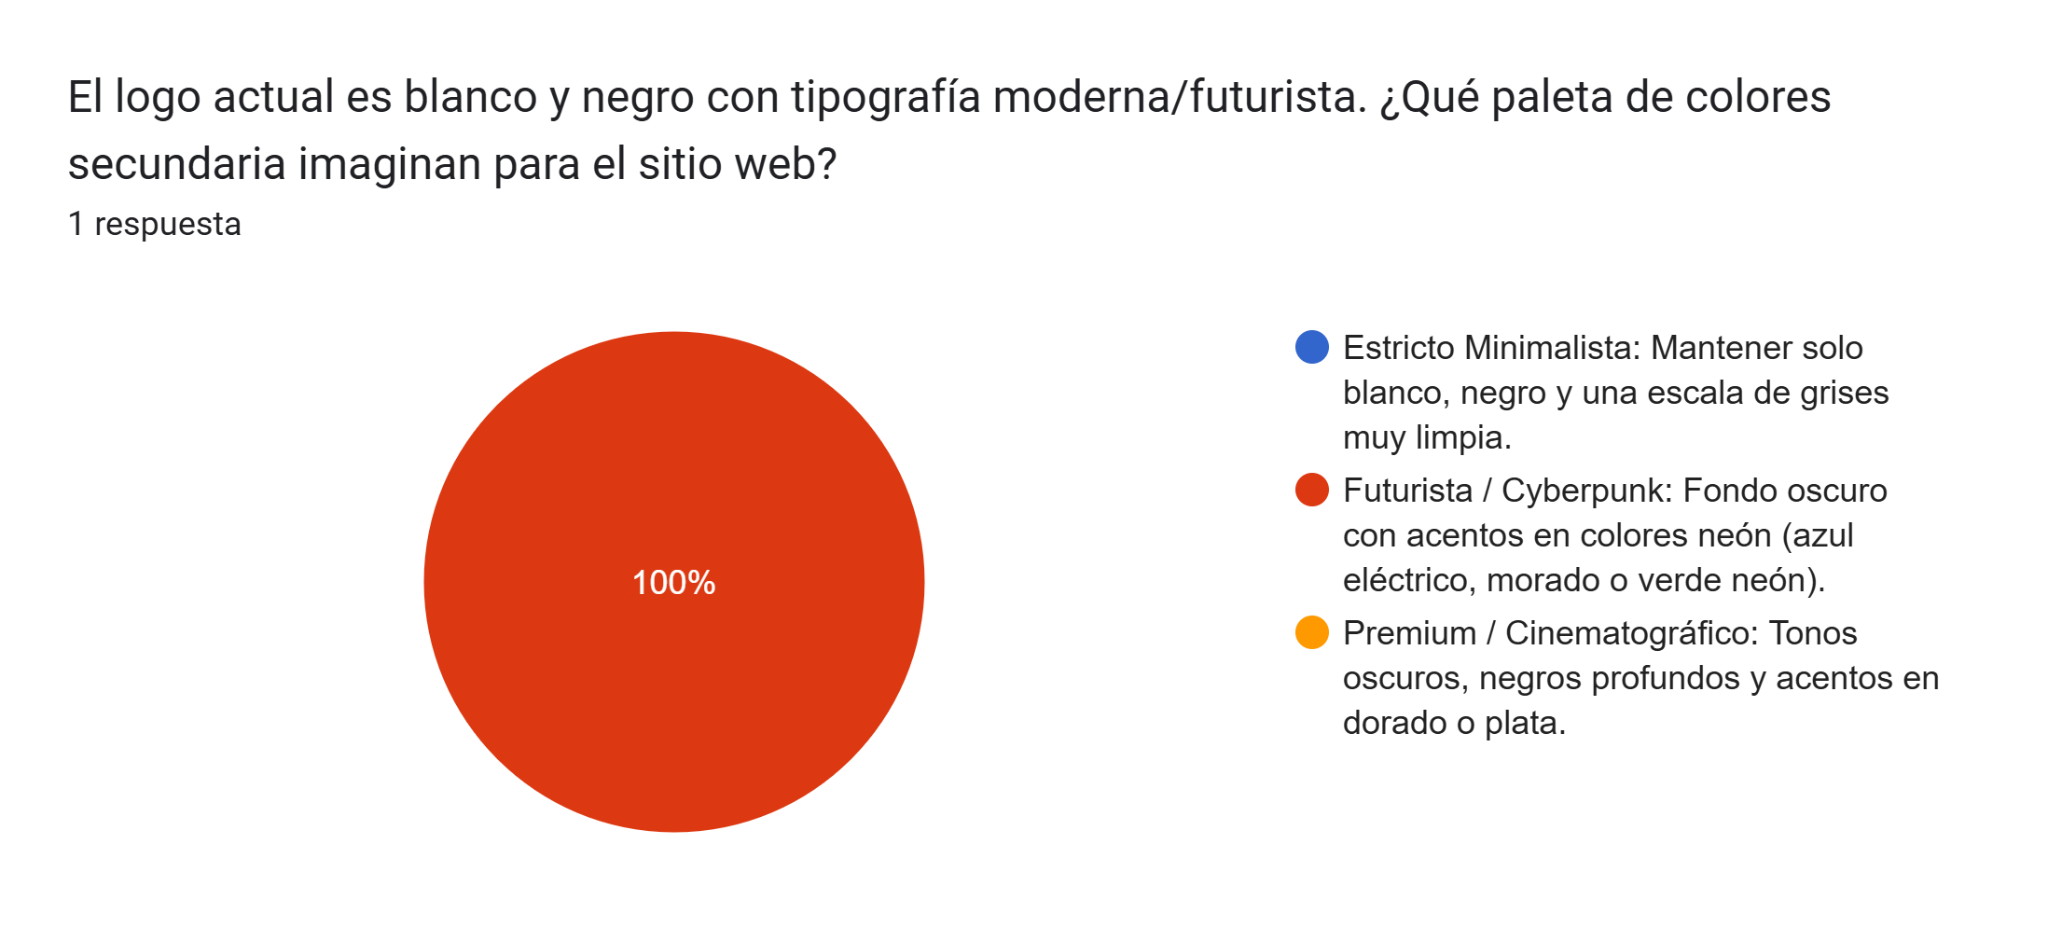 El logo actual es blanco y negro con tipografía moderna/futurista. ¿Qué paleta de colores
secundaria imaginan para el sitio web?
1 respuesta
100%
Estricto Minimalista: Mantener solo
blanco, negro y una escala de grises
muy limpia.
Futurista / Cyberpunk: Fondo oscuro
con acentos en colores neón (azul
eléctrico, morado o verde neón).
Premium / Cinematográfico: Tonos
oscuros, negros profundos y acentos en
dorado o plata.